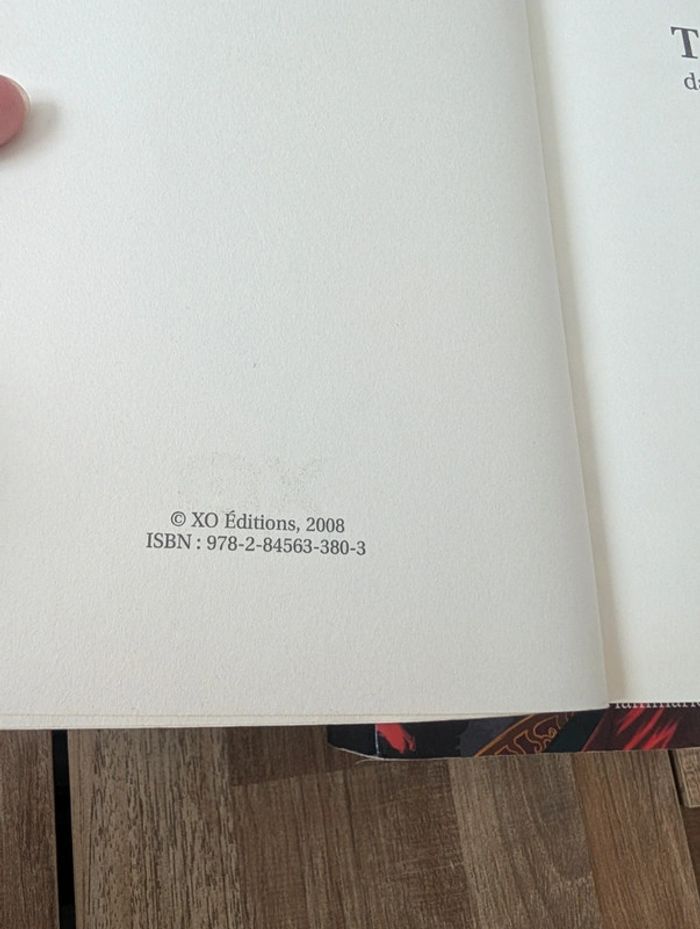 © XO Éditions, 2008
ISBN : 978-2-84563-380-3